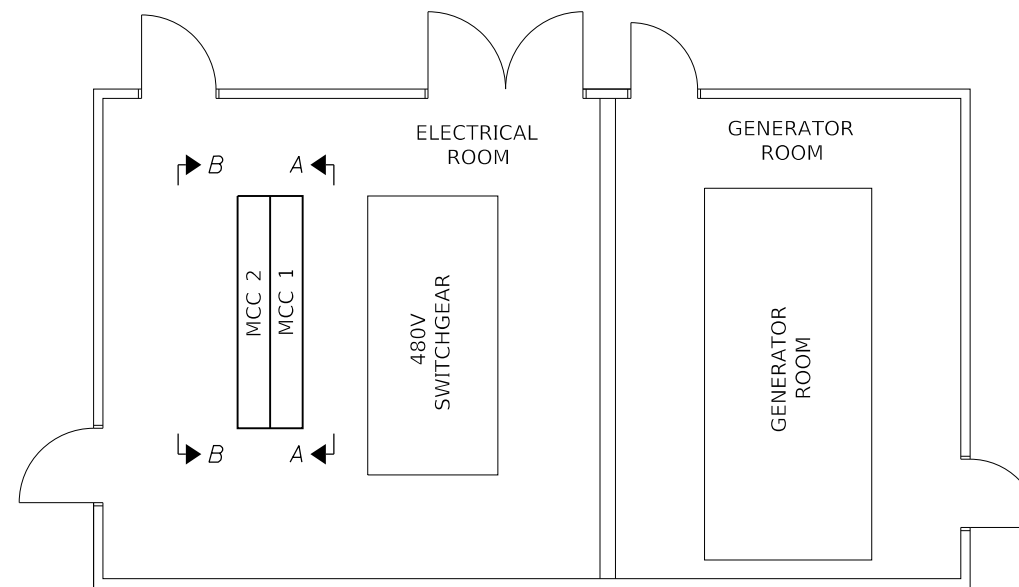 ELECTRICAL
ROOM
GENERATOR
ROOM
B
A
MCC 2
MCC 1
480V
SWITCHGEAR
GENERATOR
ROOM
B
A